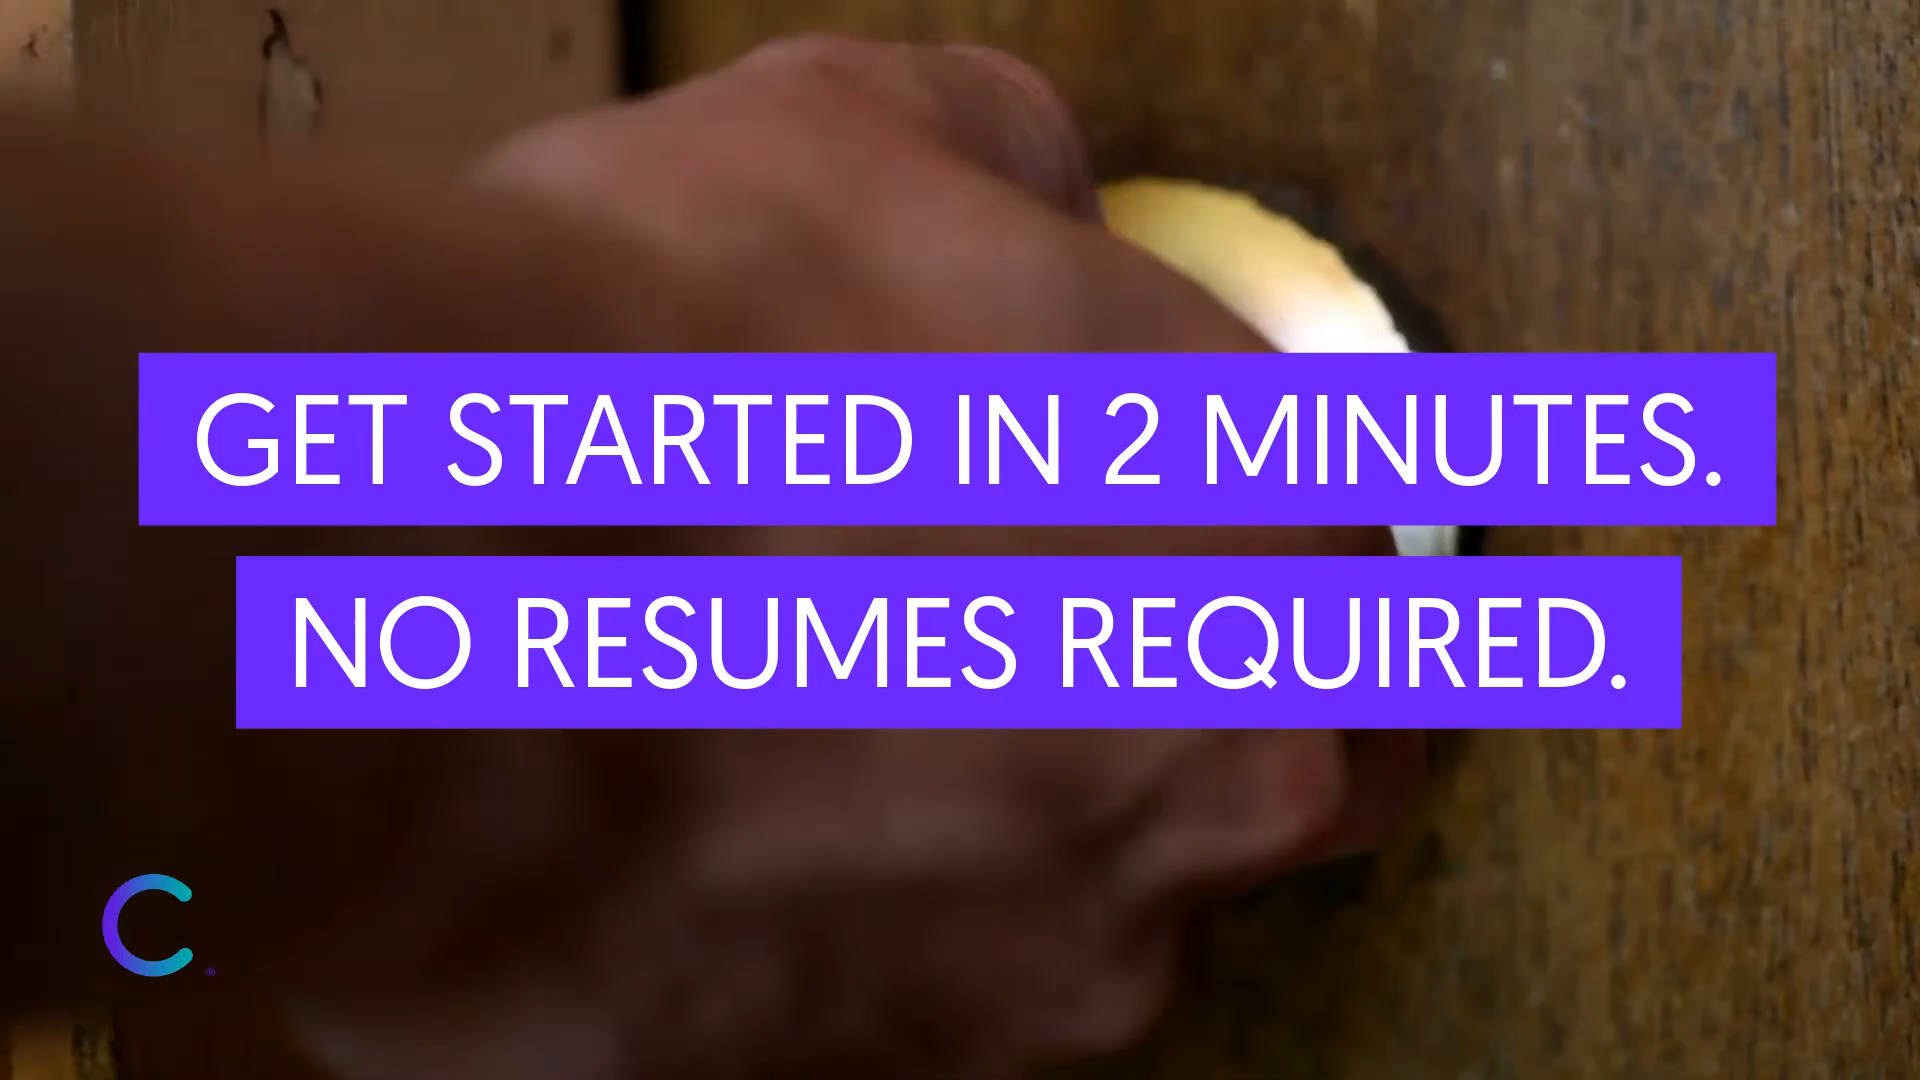 GET STARTED IN 2 MINUTES.
NO RESUMES REQUIRED.
C
®